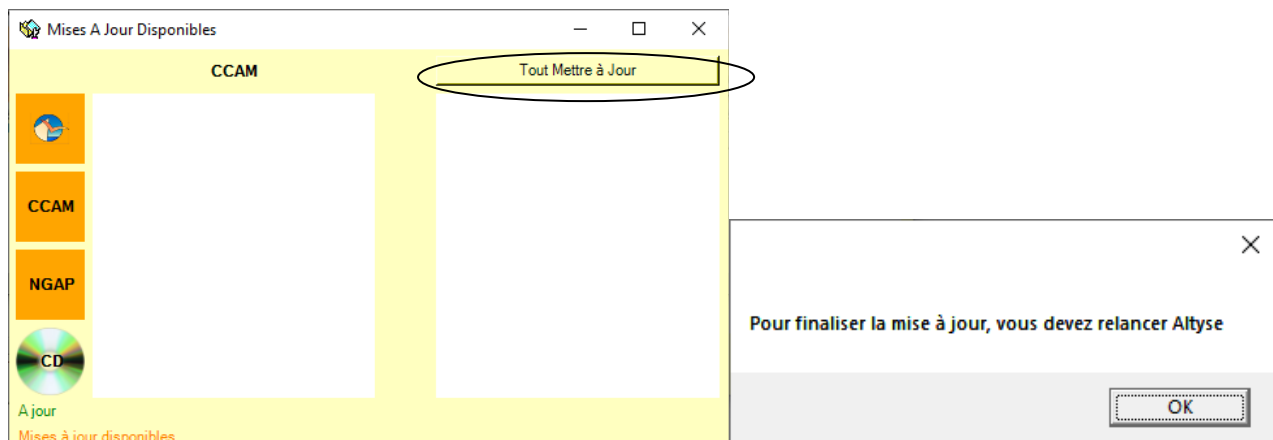 Mises A Jour Disponibles
CCAM
Tout Mettre à Jour
CCAM
NGAP
CD
A jour
Mises à jour disponibles
Pour finaliser la mise à jour, vous devez relancer Altyse
OK